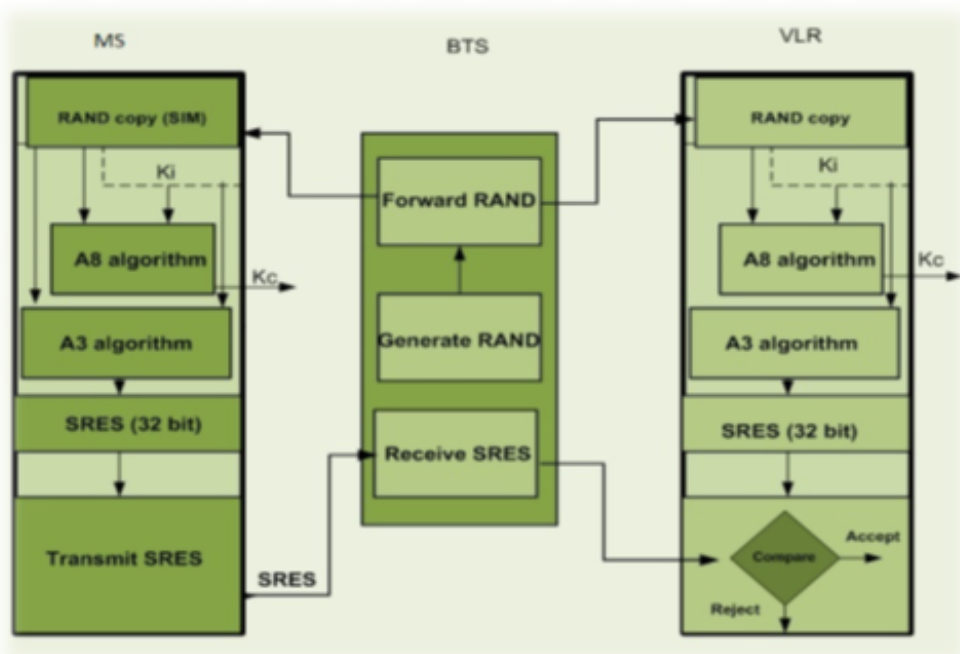 MS
BTS
VLR
RAND copy (SIM)
Ki
A8 algorithm
Kc
A3 algorithm
SRES (32 bit)
Transmit SRES
SRES
Forward RAND
Generate RAND
Receive SRES
RAND copy
Ki
A8 algorithm
Kc
A3 algorithm
SRES (32 bit)
Compare
Accept
Reject